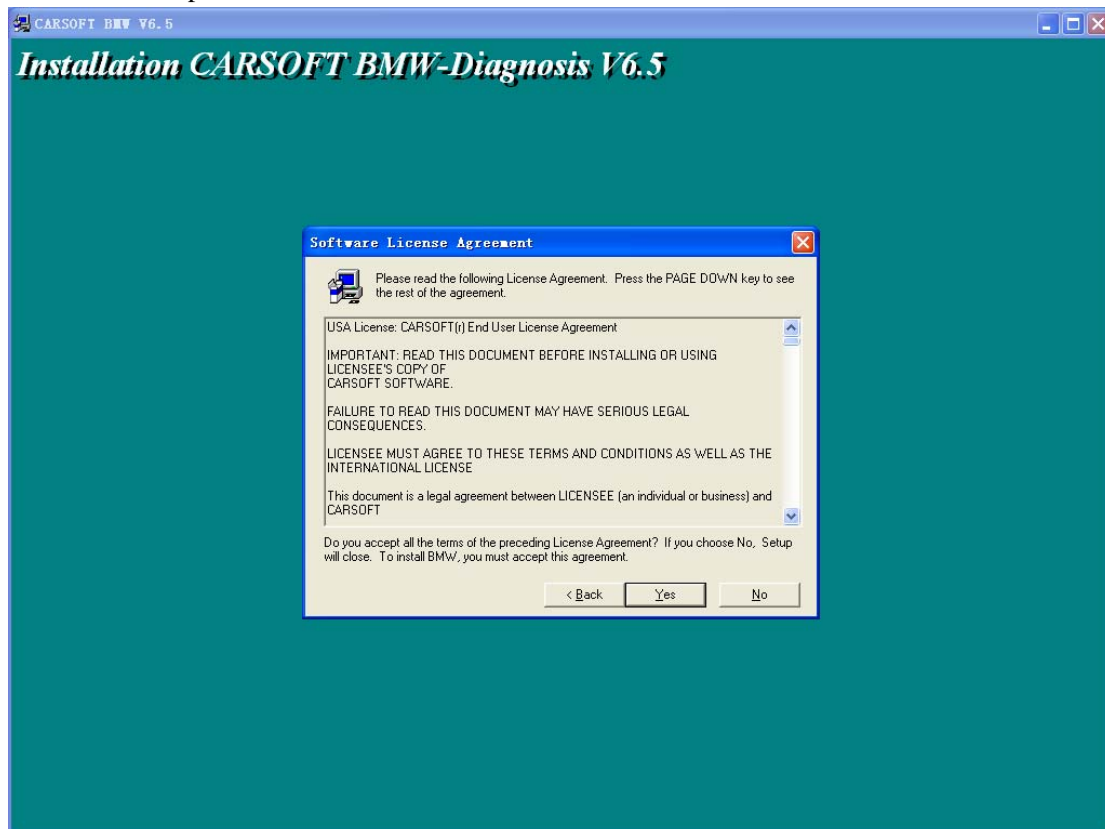 CARSOFT BMW V6.5
Installation CARSOFT BMW-Diagnosis V6.5
Software License Agreement
Please read the following License Agreement. Press the PAGE DOWN key to see
the rest of the agreement.
USA License: CARSOFT(r) End User License Agreement
IMPORTANT: READ THIS DOCUMENT BEFORE INSTALLING OR USING
LICENSEE'S COPY OF
CARSOFT SOFTWARE.
FAILURE TO READ THIS DOCUMENT MAY HAVE SERIOUS LEGAL
CONSEQUENCES.
LICENSEE MUST AGREE TO THESE TERMS AND CONDITIONS AS WELL AS THE
INTERNATIONAL LICENSE
This document is a legal agreement between LICENSEE (an individual or business) and
CARSOFT
Do you accept all the terms of the preceding License Agreement? If you choose No, Setup
will close. To install BMW, you must accept this agreement.
< Back Yes No